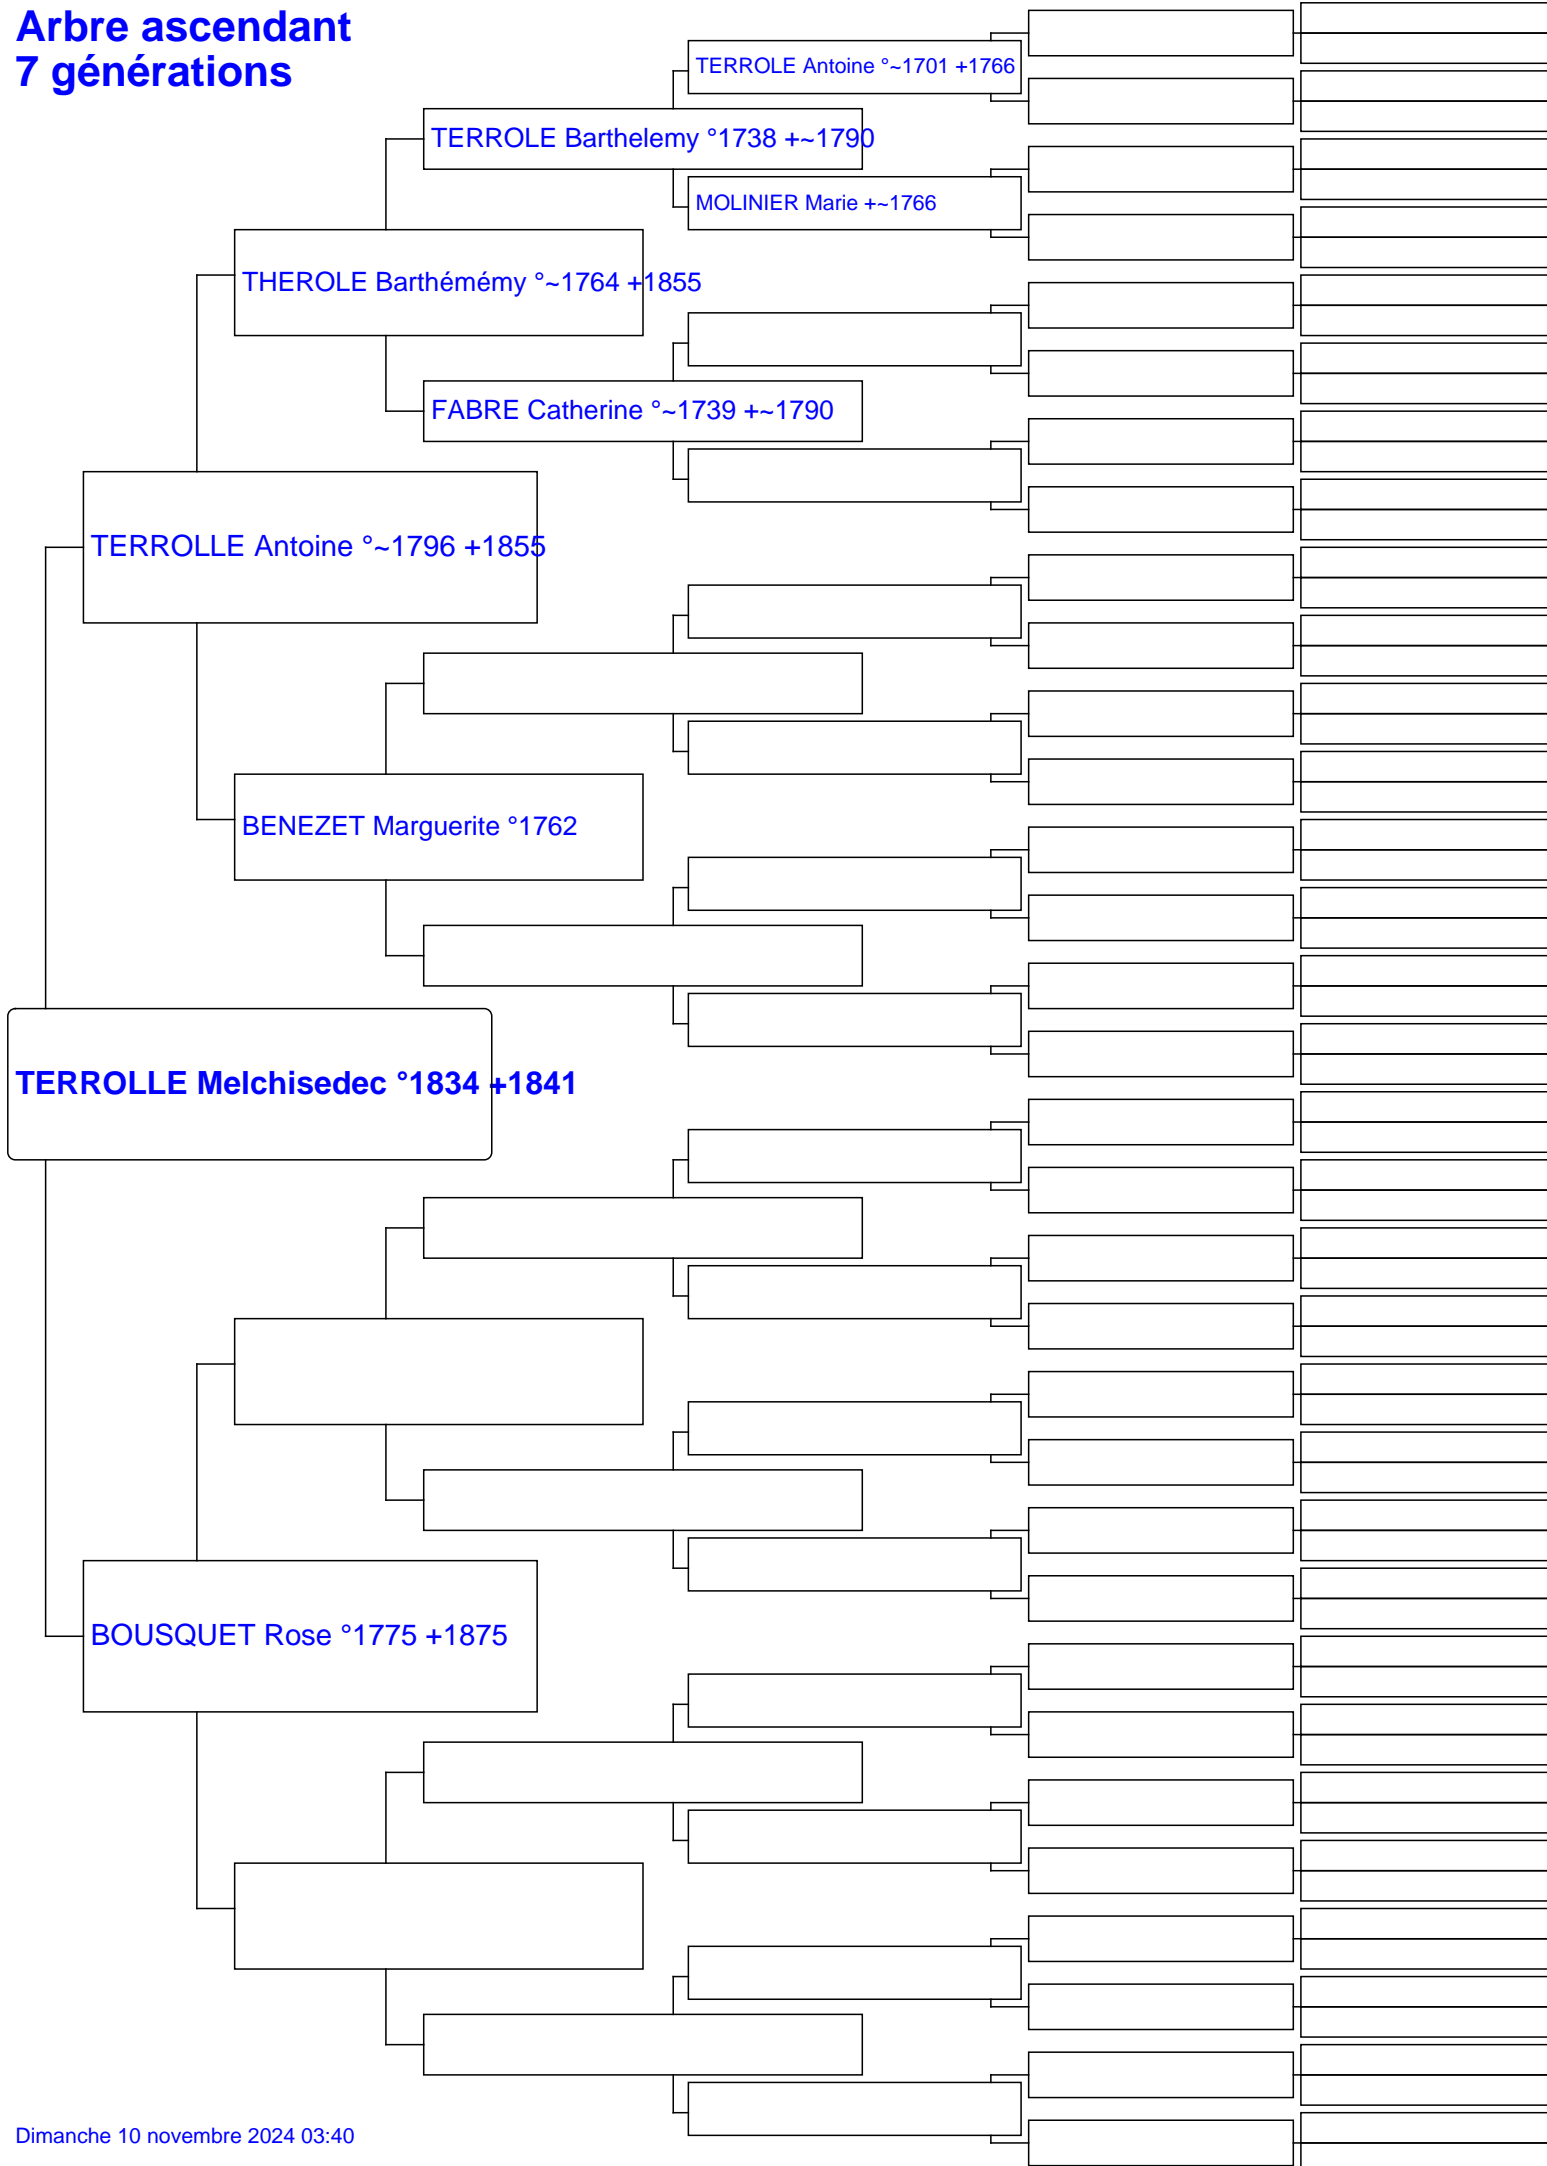 Arbre ascendant
7 générations
TERROLE Antoine °~1701 +1766
TERROLE Barthelemy °1738 +~1790
MOLINIER Marie +~1766
THEROLE Barthémémy °~1764 +1855
FABRE Catherine °~1739 +~1790
TERROLLE Antoine °~1796 +1855
BENEZET Marguerite °1762
TERROLLE Melchisedec °1834 +1841
BOUSQUET Rose °1775 +1875
Dimanche 10 novembre 2024 03:40